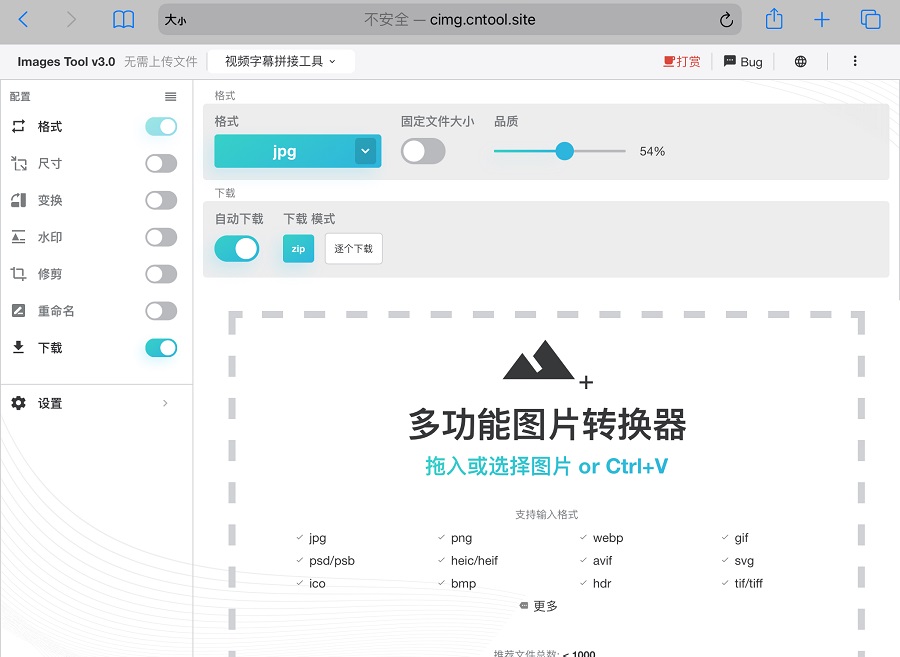 大小
不安全 — cimg.cntool.site
Images Tool v3.0 无需上传文件 视频字幕拼接工具 打赏 Bug
配置
格式
尺寸
变换
水印
修剪
重命名
下载
设置
格式
格式 固定文件大小 品质
jpg 54%
下载
自动下载 下载 模式
zip 逐个下载
多功能图片转换器
拖入或选择图片 or Ctrl+V
支持输入格式
jpg png webp gif
psd/psb heic/heif avif svg
ico bmp hdr tif/tiff
更多
推荐文件总数: < 1000